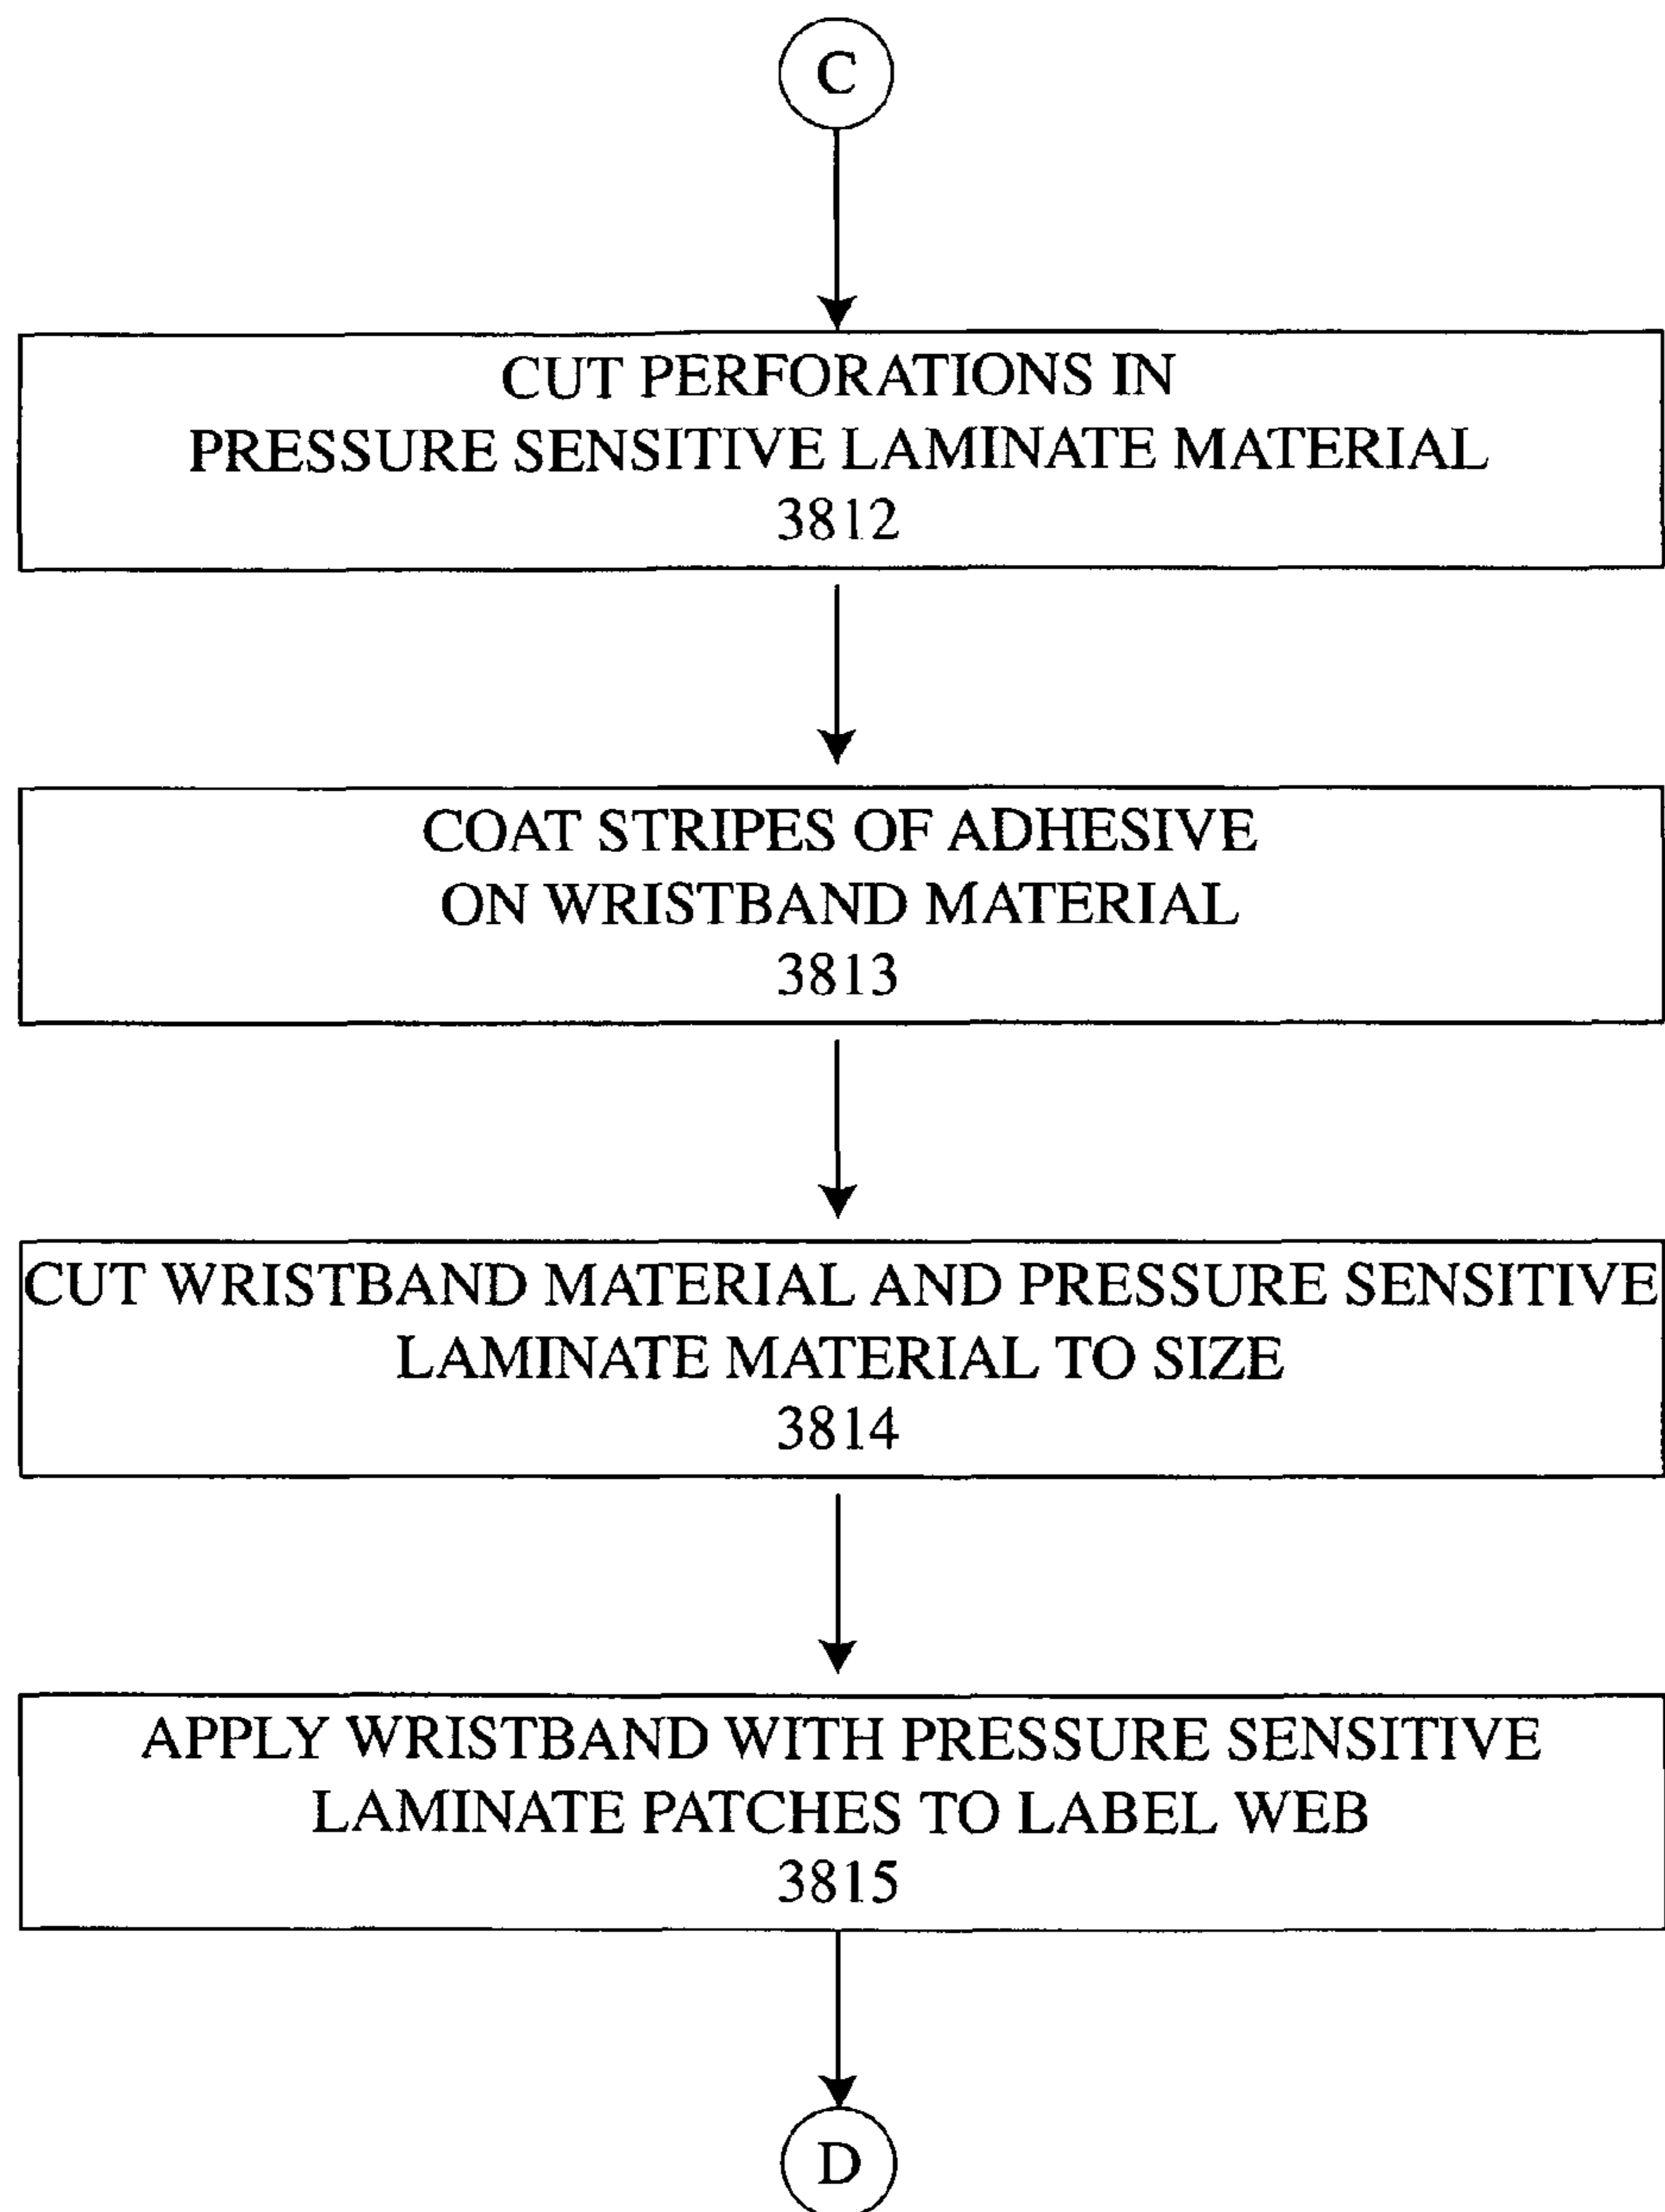 C
CUT PERFORATIONS IN
PRESSURE SENSITIVE LAMINATE MATERIAL
3812
COAT STRIPES OF ADHESIVE
ON WRISTBAND MATERIAL
3813
CUT WRISTBAND MATERIAL AND PRESSURE SENSITIVE
LAMINATE MATERIAL TO SIZE
3814
APPLY WRISTBAND WITH PRESSURE SENSITIVE
LAMINATE PATCHES TO LABEL WEB
3815
D